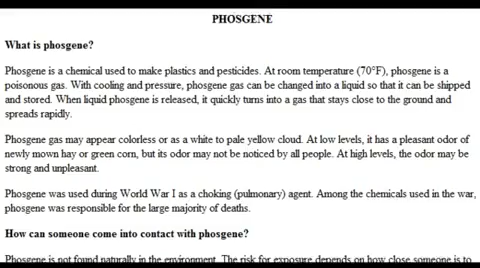 PHOSGENE
What is phosgene?
Phosgene is a chemical used to make plastics and pesticides. At room temperature (70°F), phosgene is a
poisonous gas. With cooling and pressure, phosgene gas can be changed into a liquid so that it can be shipped
and stored. When liquid phosgene is released, it quickly turns into a gas that stays close to the ground and
spreads rapidly.
Phosgene gas may appear colorless or as a white to pale yellow cloud. At low levels, it has a pleasant odor of
newly mown hay or green corn, but its odor may not be noticed by all people. At high levels, the odor may be
strong and unpleasant.
Phosgene was used during World War I as a choking (pulmonary) agent. Among the chemicals used in the war,
phosgene was responsible for the large majority of deaths.
How can someone come into contact with phosgene?
Phosgene is not found naturally in the environment. The risk for exposure depends on how close someone is to